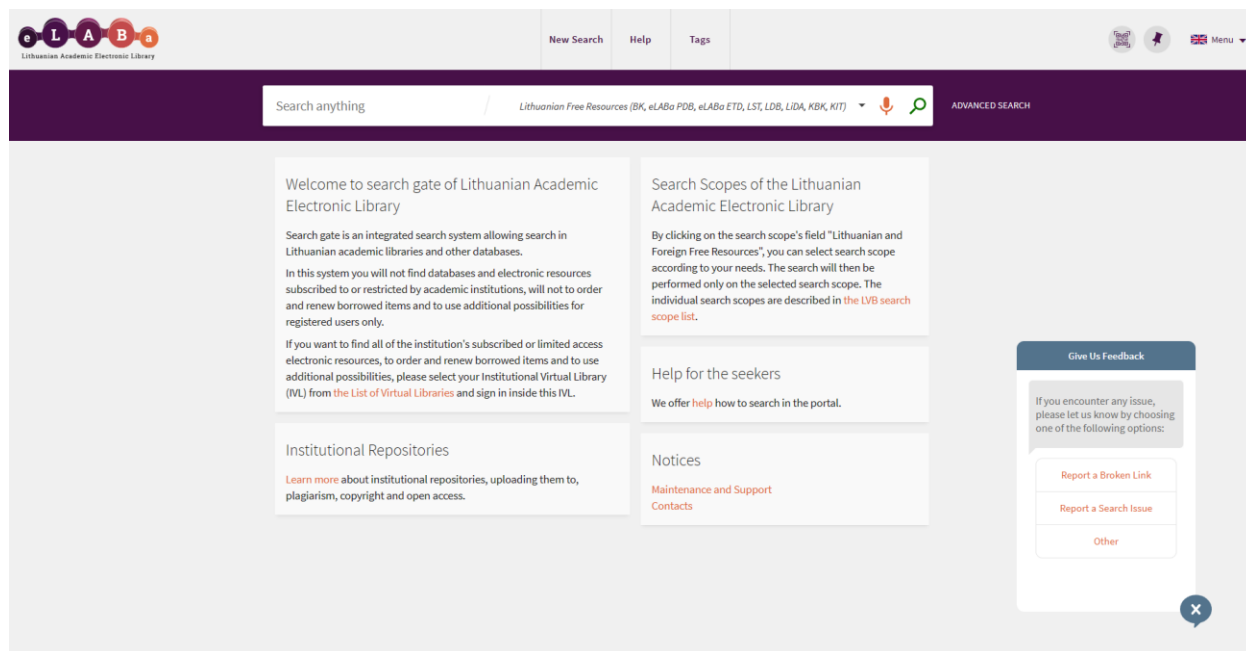 e L A B a
Lithuanian Academic Electronic Library
New Search
Help
Tags
Menu
Search anything
Lithuanian Free Resources (BK, eLABa PDB, eLABa ETD, LST, LDB, LiDA, KBK, KIT)
ADVANCED SEARCH
Welcome to search gate of Lithuanian Academic
Electronic Library
Search gate is an integrated search system allowing search in
Lithuanian academic libraries and other databases.
In this system you will not find databases and electronic resources
subscribed to or restricted by academic institutions, will not to order
and renew borrowed items and to use additional possibilities for
registered users only.
If you want to find all of the institution's subscribed or limited access
electronic resources, to order and renew borrowed items and to use
additional possibilities, please select your Institutional Virtual Library
(IVL) from the List of Virtual Libraries and sign in inside this IVL.
Institutional Repositories
Learn more about institutional repositories, uploading them to,
plagiarism, copyright and open access.
Search Scopes of the Lithuanian
Academic Electronic Library
By clicking on the search scope's field "Lithuanian and
Foreign Free Resources", you can select search scope
according to your needs. The search will then be
performed only on the selected search scope. The
individual search scopes are described in the LVB search
scope list.
Help for the seekers
We offer help how to search in the portal.
Notices
Maintenance and Support
Contacts
Give Us Feedback
If you encounter any issue,
please let us know by choosing
one of the following options:
Report a Broken Link
Report a Search Issue
Other